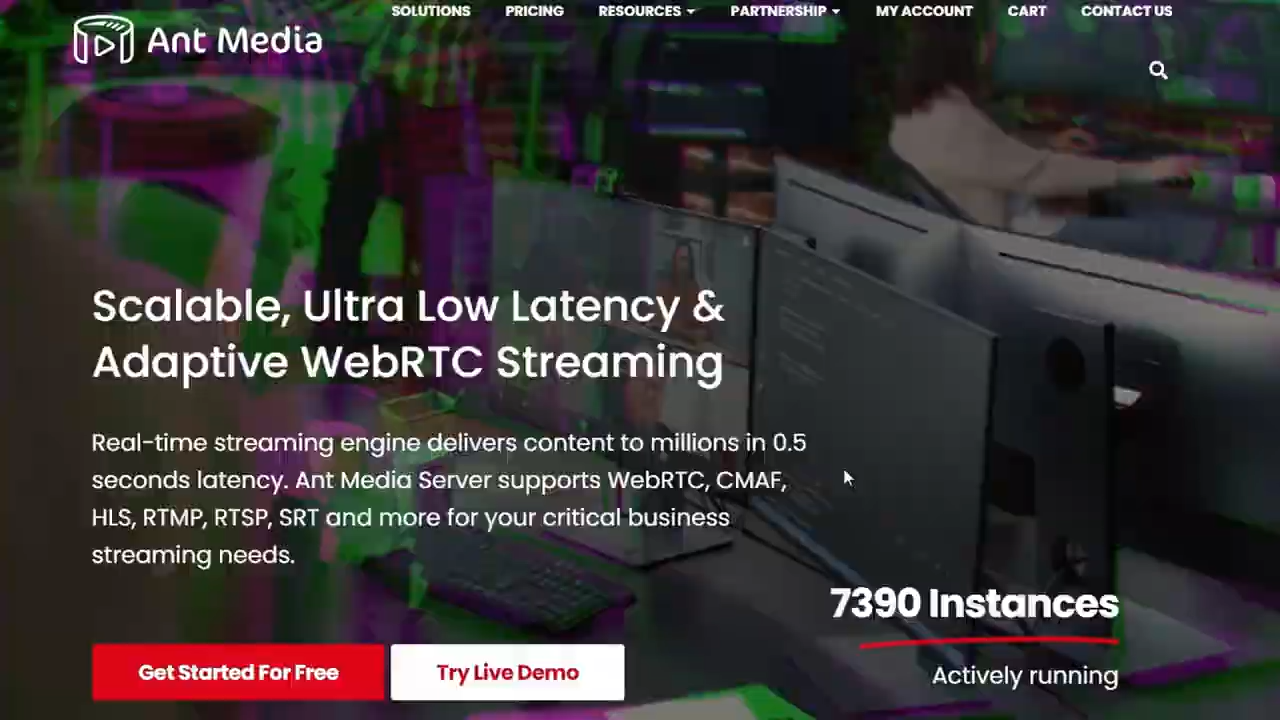 SOLUTIONS PRICING RESOURCES PARTNERSHIP MY ACCOUNT CART CONTACT US
Ant Media
Scalable, Ultra Low Latency &
Adaptive WebRTC Streaming
Real-time streaming engine delivers content to millions in 0.5
seconds latency. Ant Media Server supports WebRTC, CMAF,
HLS, RTMP, RTSP, SRT and more for your critical business
streaming needs.
7390 Instances
Actively running
Get Started For Free Try Live Demo